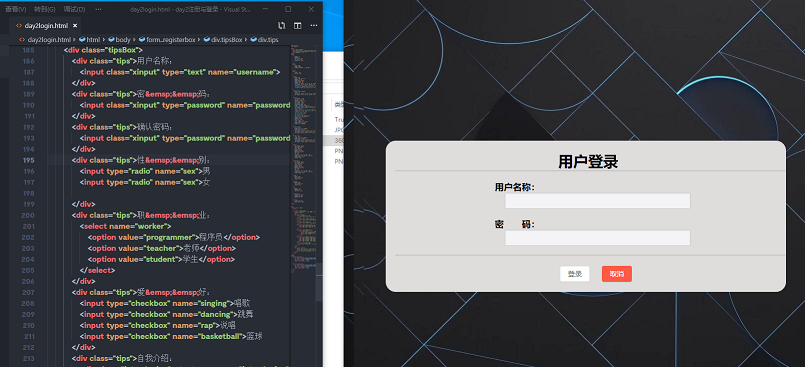 查看(V) 转到(G) 调试(D) ··· day2login.html - day2注册与登录 - Visual St...
day2login.html ×
day2login.html > html > body > form.registerbox > div.tipsBox > div.tips
185 <div class="tipsBox">
186 <div class="tips">用户名称:
187 <input class="xinput" type="text" name="username">
188 </div>
189 <div class="tips">密&emsp;&emsp;码:
190 <input class="xinput" type="password" name="password
191 </div>
192 <div class="tips">确认密码:
193 <input class="xinput" type="password" name="password
194 </div>
195 <div class="tips">性&emsp;&emsp;别:
196 <input type="radio" name="sex">男
197 <input type="radio" name="sex">女
198
199 </div>
200 <div class="tips">职&emsp;&emsp;业:
201 <select name="worker">
202 <option value="programmer">程序员</option>
203 <option value="teacher">老师</option>
204 <option value="student">学生</option>
205 </select>
206 </div>
207 <div class="tips">爱&emsp;&emsp;好:
208 <input type="checkbox" name="singing">唱歌
209 <input type="checkbox" name="dancing">跳舞
210 <input type="checkbox" name="rap">说唱
211 <input type="checkbox" name="basketball">篮球
212 </div>
213 <div class="tips">自我介绍:
类型
Tru
JPG
360
PN
PN
用户登录
用户名称:
密 码:
登录
取消